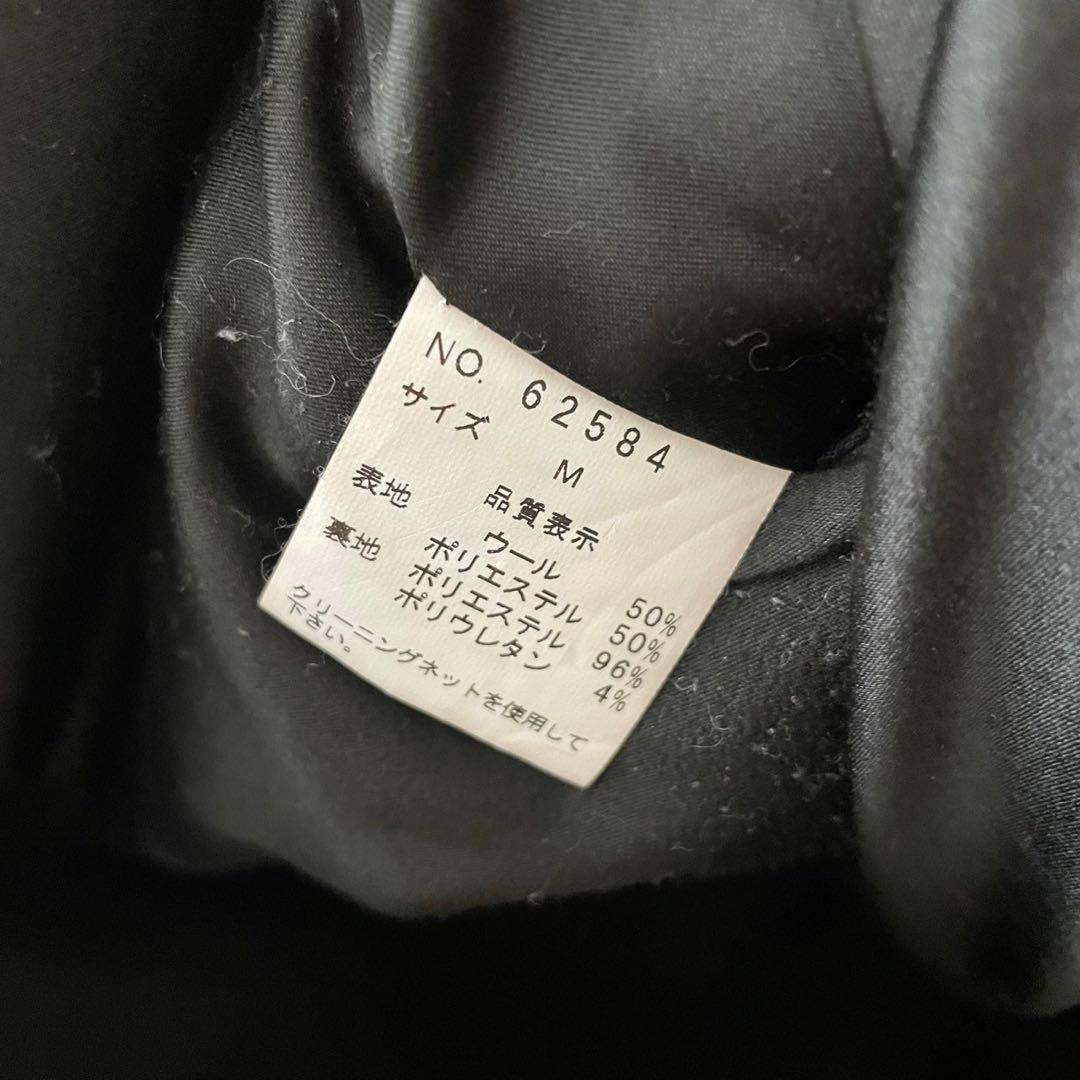 NO. 62584
サイズ M
品質表示
表地 ウール 50%
ポリエステル 50%
裏地 ポリエステル 96%
ポリウレタン 4%
クリーニングネットを使用して
下さい。